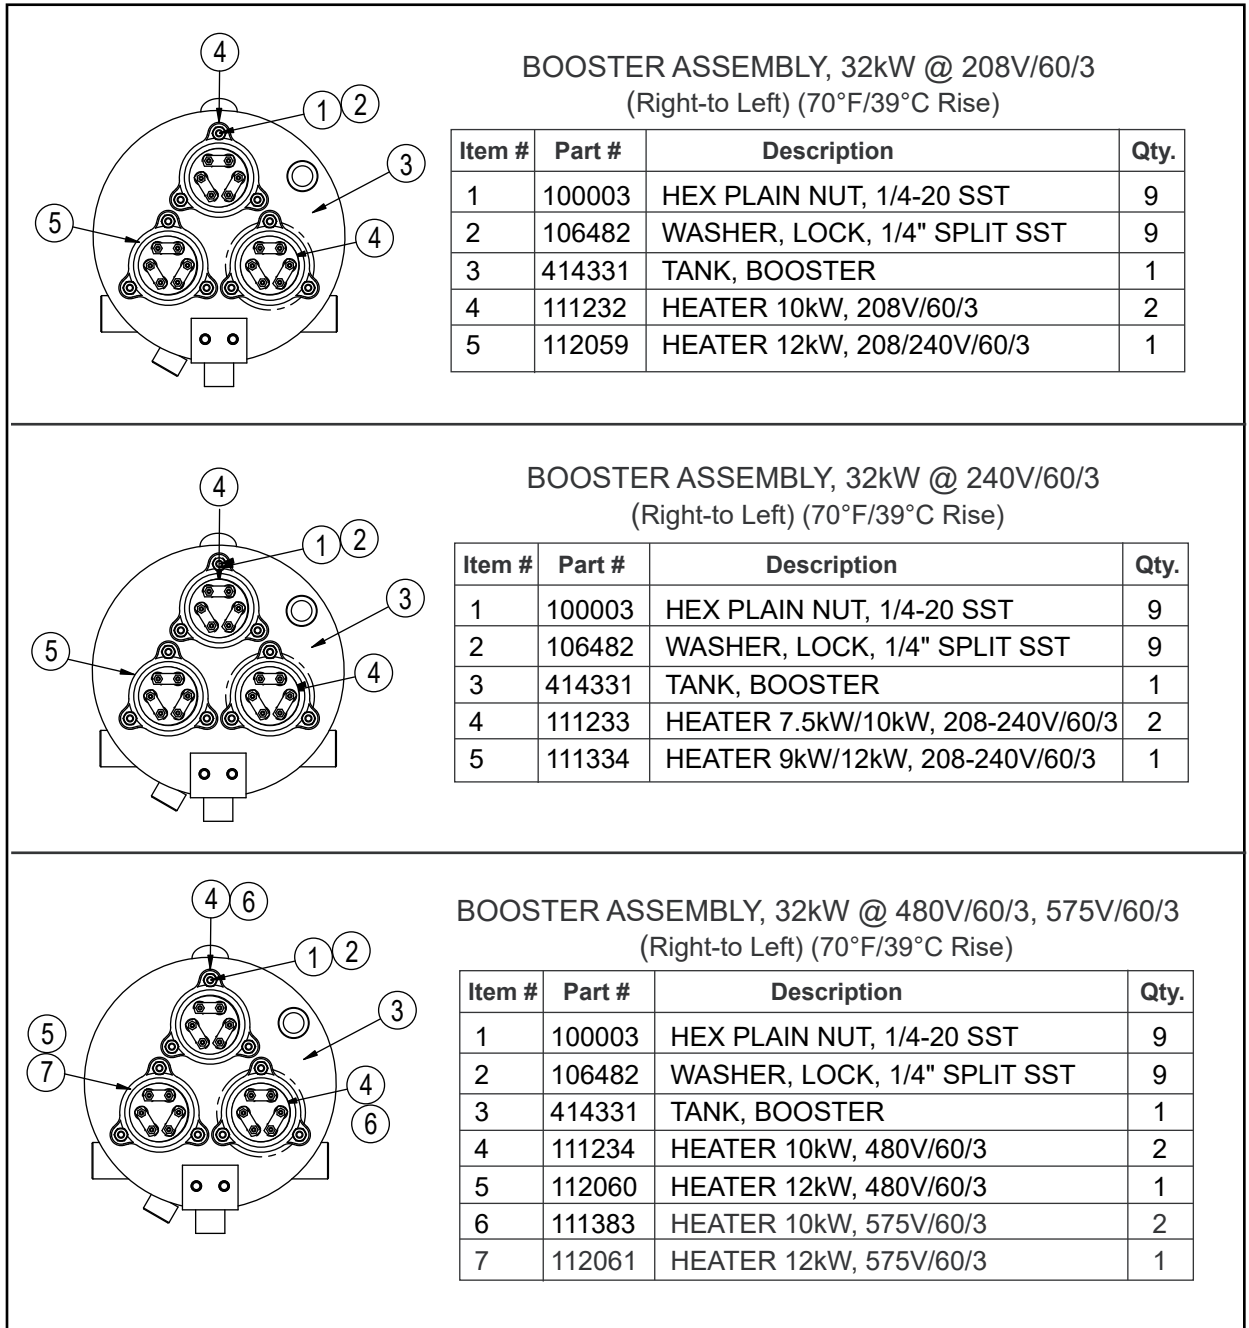 4
1 2
3
5
4
BOOSTER ASSEMBLY, 32kW @ 208V/60/3
(Right-to Left) (70°F/39°C Rise)
Item # Part # Description Qty.
1 100003 HEX PLAIN NUT, 1/4-20 SST 9
2 106482 WASHER, LOCK, 1/4" SPLIT SST 9
3 414331 TANK, BOOSTER 1
4 111232 HEATER 10kW, 208V/60/3 2
5 112059 HEATER 12kW, 208/240V/60/3 1
4
1 2
3
5
4
BOOSTER ASSEMBLY, 32kW @ 240V/60/3
(Right-to Left) (70°F/39°C Rise)
Item # Part # Description Qty.
1 100003 HEX PLAIN NUT, 1/4-20 SST 9
2 106482 WASHER, LOCK, 1/4" SPLIT SST 9
3 414331 TANK, BOOSTER 1
4 111233 HEATER 7.5kW/10kW, 208-240V/60/3 2
5 111334 HEATER 9kW/12kW, 208-240V/60/3 1
4 6
1 2
3
5
7
4
6
BOOSTER ASSEMBLY, 32kW @ 480V/60/3, 575V/60/3
(Right-to Left) (70°F/39°C Rise)
Item # Part # Description Qty.
1 100003 HEX PLAIN NUT, 1/4-20 SST 9
2 106482 WASHER, LOCK, 1/4" SPLIT SST 9
3 414331 TANK, BOOSTER 1
4 111234 HEATER 10kW, 480V/60/3 2
5 112060 HEATER 12kW, 480V/60/3 1
6 111383 HEATER 10kW, 575V/60/3 2
7 112061 HEATER 12kW, 575V/60/3 1